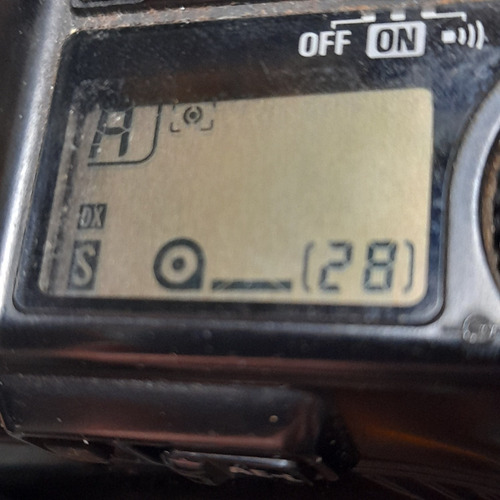 OFF ON
A
DX
S (28)